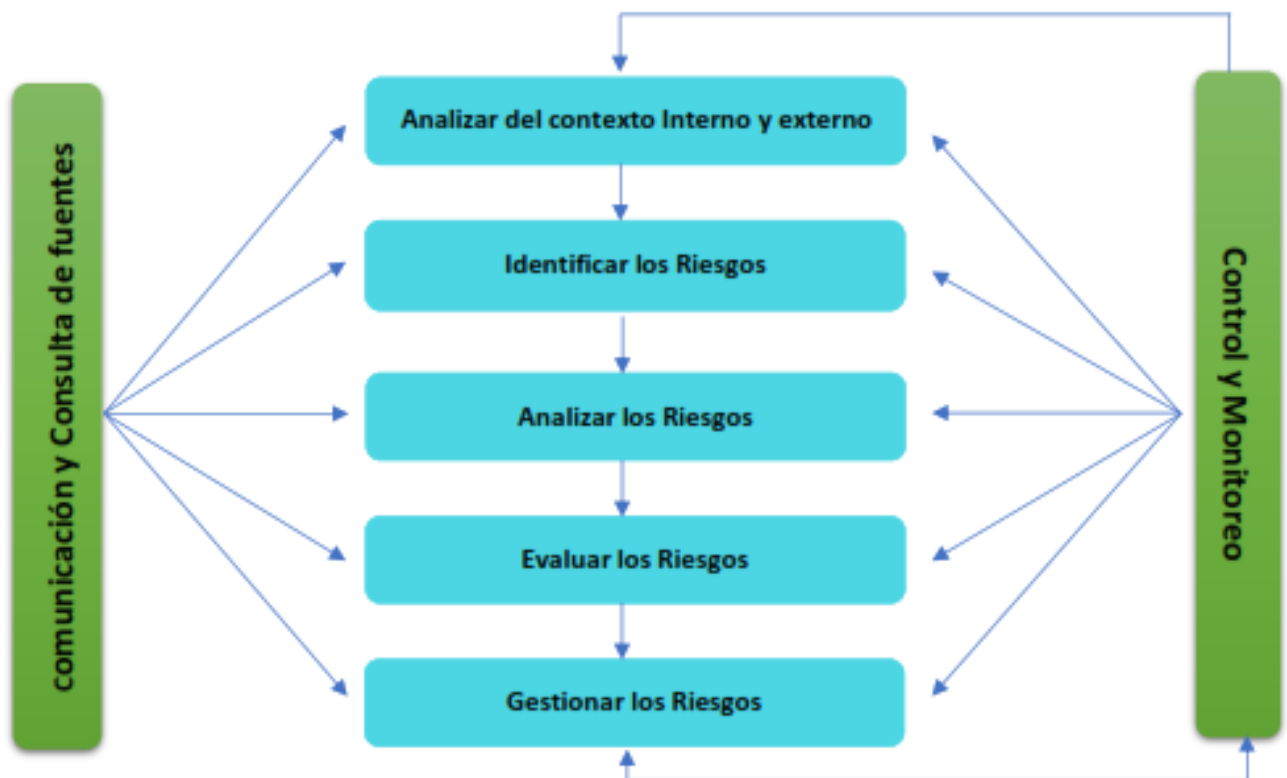 comunicación y Consulta de fuentes
Analizar del contexto Interno y externo
Identificar los Riesgos
Analizar los Riesgos
Evaluar los Riesgos
Gestionar los Riesgos
Control y Monitoreo